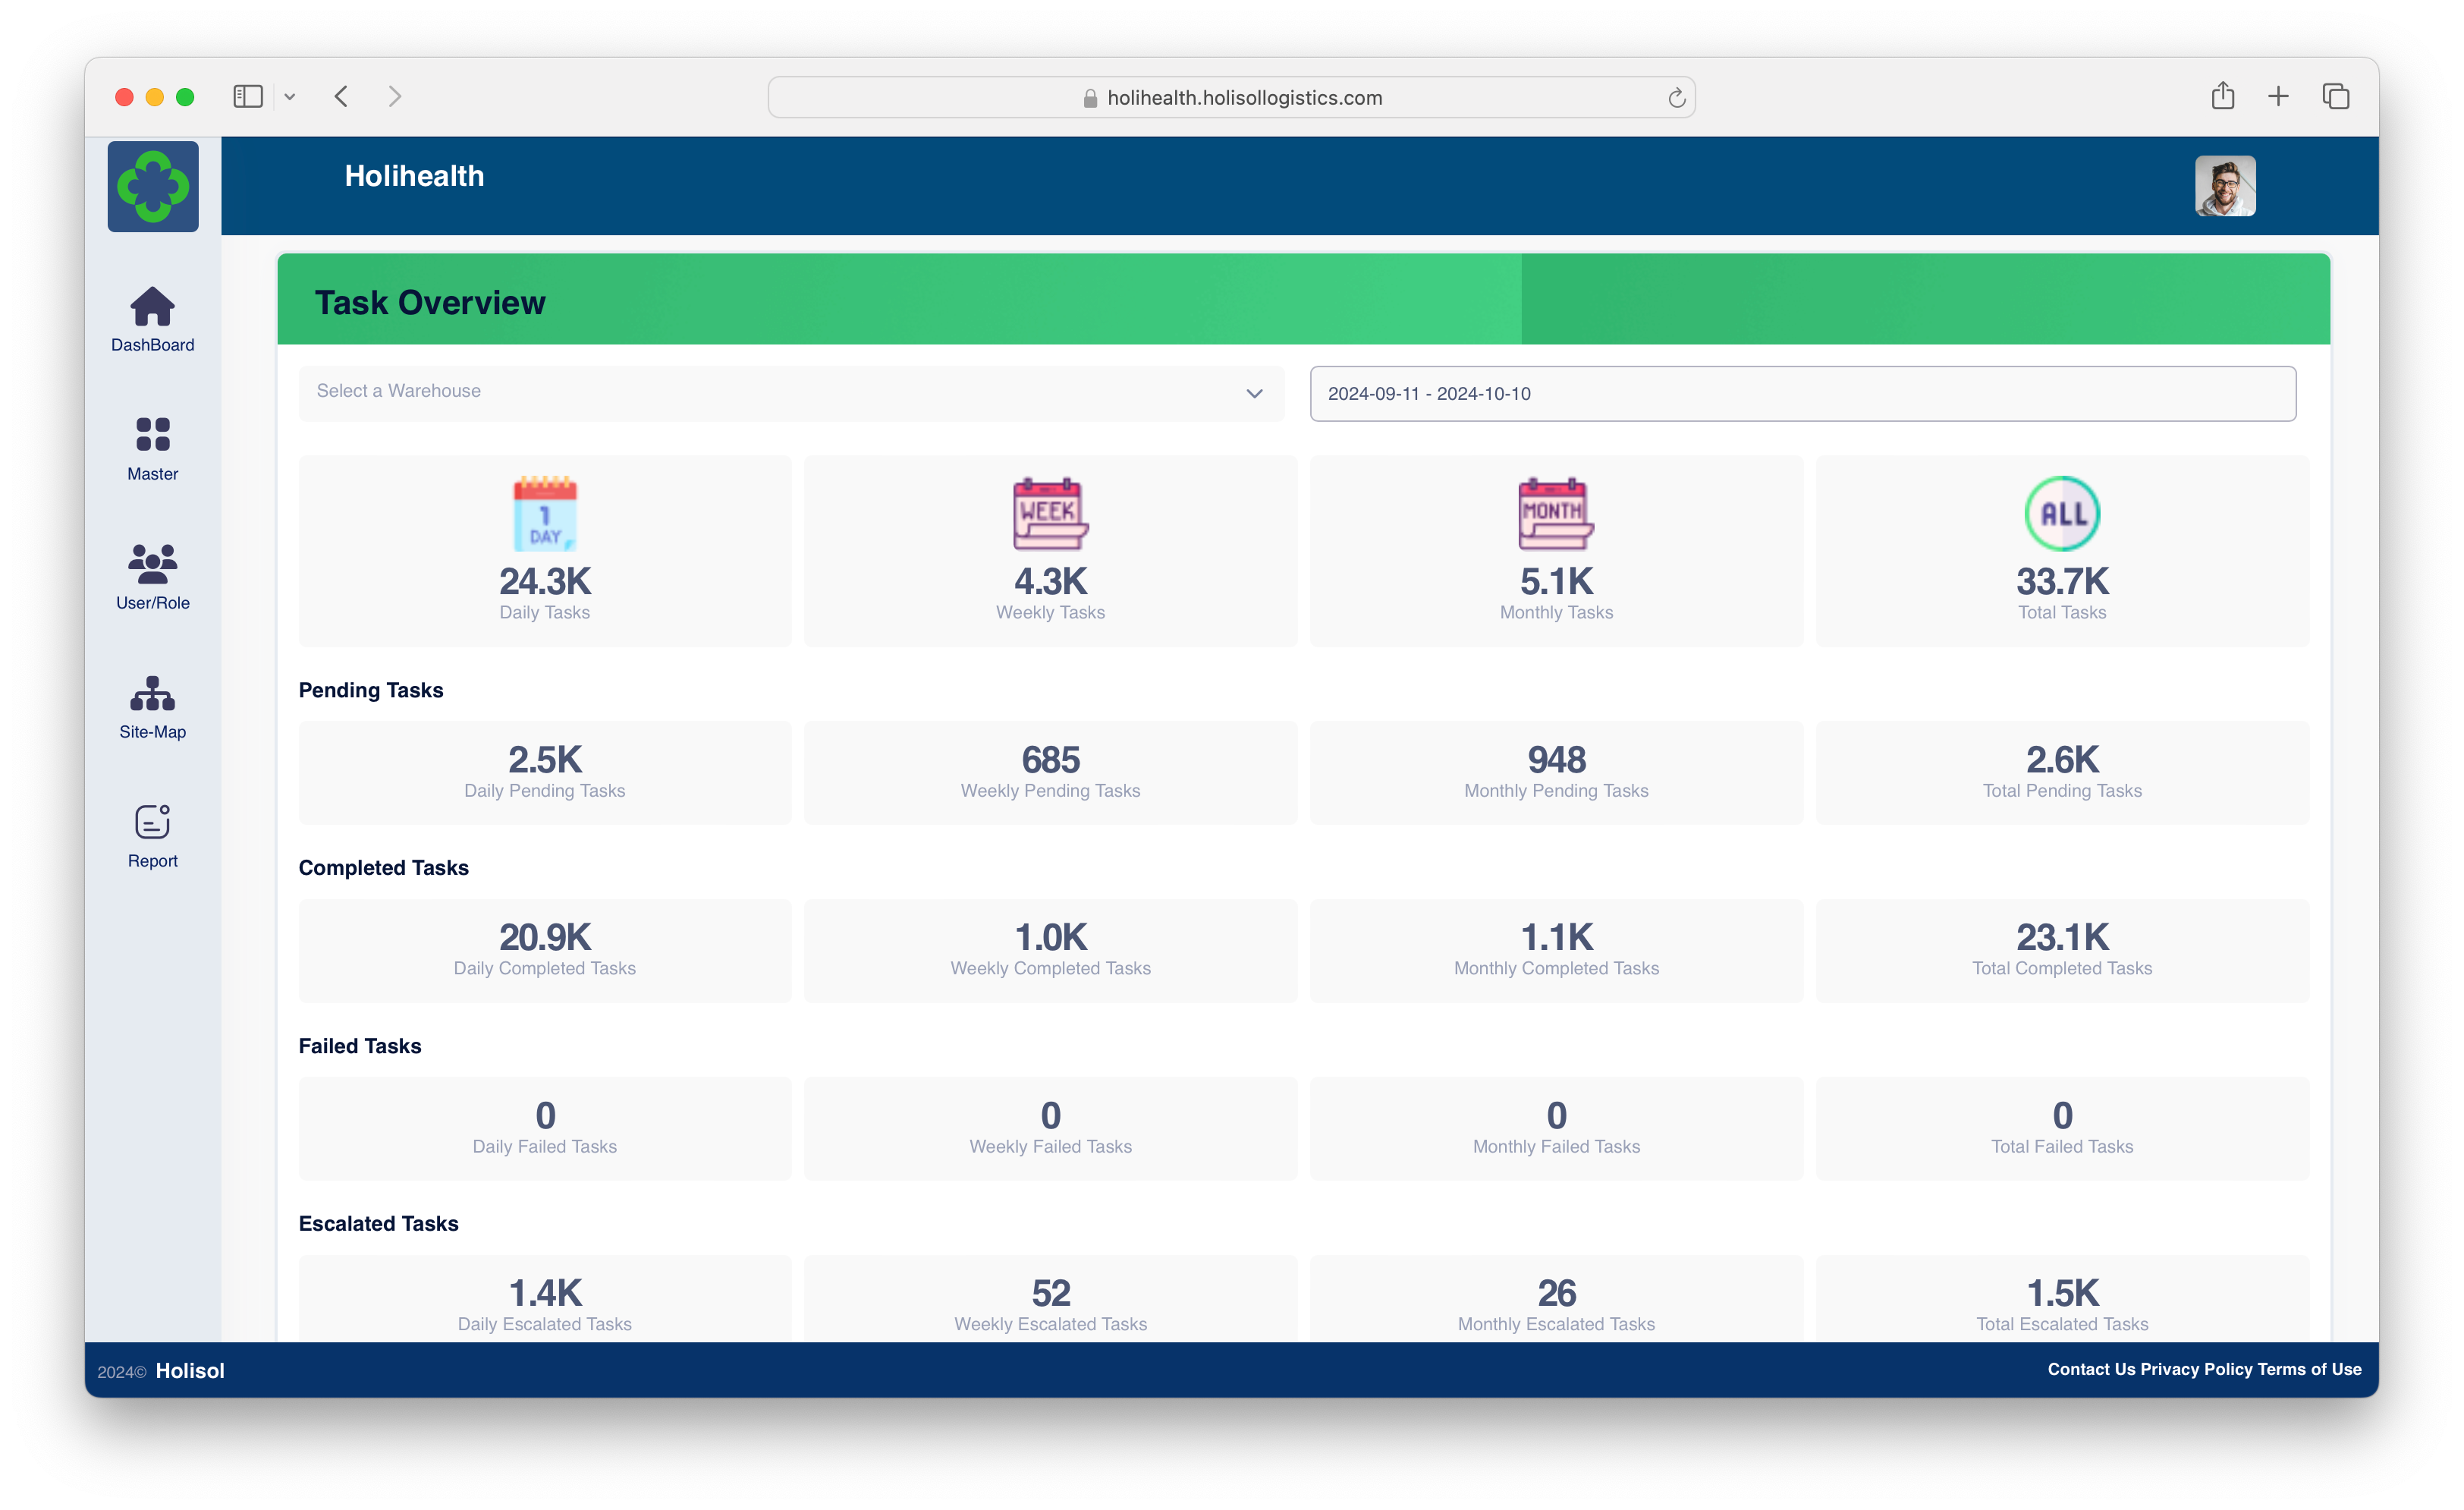 holihealth.holisollogistics.com
Holihealth
Task Overview
DashBoard
Select a Warehouse
2024-09-11 - 2024-10-10
Master
1
DAY
WEEK
MONTH
ALL
24.3K
4.3K
5.1K
33.7K
Daily Tasks
Weekly Tasks
Monthly Tasks
Total Tasks
User/Role
Pending Tasks
Site-Map
2.5K
685
948
2.6K
Daily Pending Tasks
Weekly Pending Tasks
Monthly Pending Tasks
Total Pending Tasks
Report
Completed Tasks
20.9K
1.0K
1.1K
23.1K
Daily Completed Tasks
Weekly Completed Tasks
Monthly Completed Tasks
Total Completed Tasks
Failed Tasks
0
0
0
0
Daily Failed Tasks
Weekly Failed Tasks
Monthly Failed Tasks
Total Failed Tasks
Escalated Tasks
1.4K
52
26
1.5K
Daily Escalated Tasks
Weekly Escalated Tasks
Monthly Escalated Tasks
Total Escalated Tasks
2024© Holisol
Contact Us Privacy Policy Terms of Use